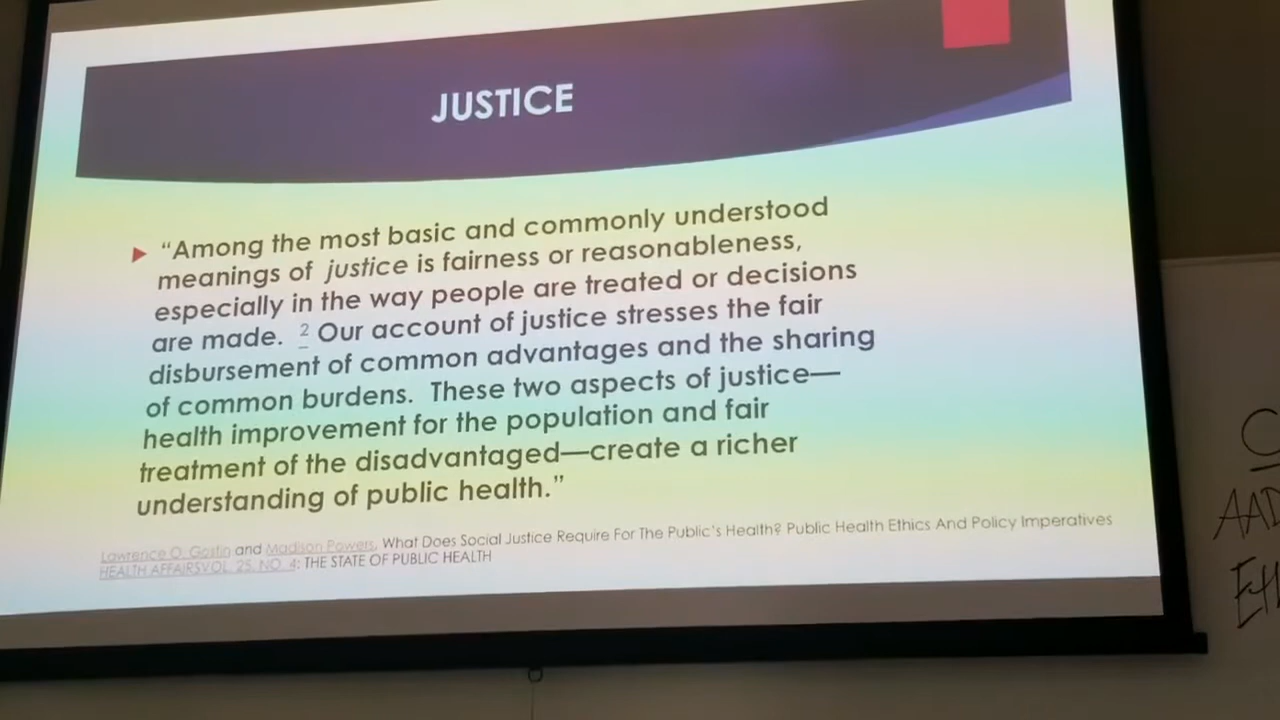 JUSTICE
“Among the most basic and commonly understood
meanings of justice is fairness or reasonableness,
especially in the way people are treated or decisions
are made. 2 Our account of justice stresses the fair
disbursement of common advantages and the sharing
of common burdens. These two aspects of justice—
health improvement for the population and fair
treatment of the disadvantaged—create a richer
understanding of public health.”
Lawrence O. Gostin and Madison Powers, What Does Social Justice Require For The Public's Health? Public Health Ethics And Policy Imperatives
HEALTH AFFAIRSVOL. 25, NO. 4: THE STATE OF PUBLIC HEALTH